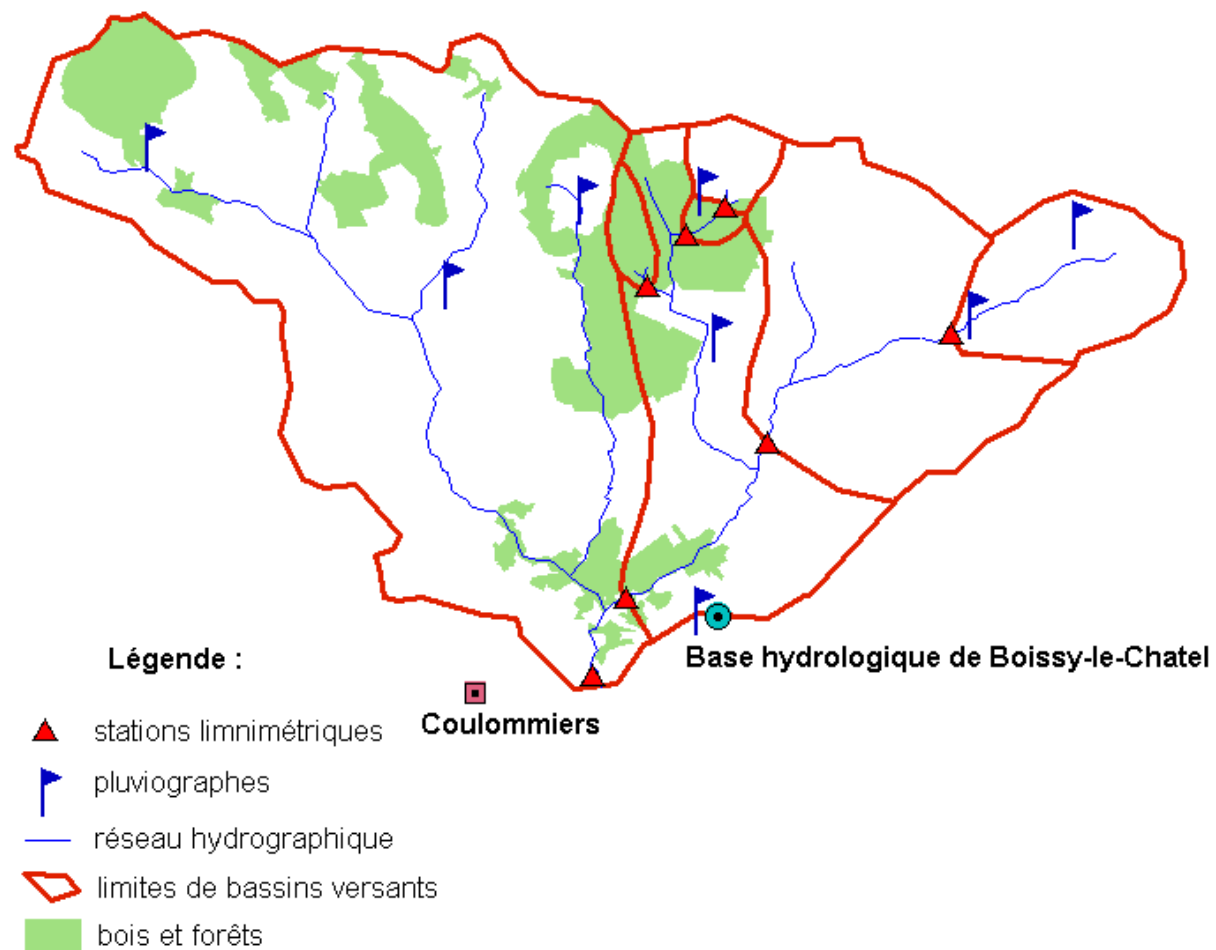 Base hydrologique de Boissy-le-Chatel
Coulommiers
Légende :
stations limnimétriques
pluviographes
réseau hydrographique
limites de bassins versants
bois et forêts